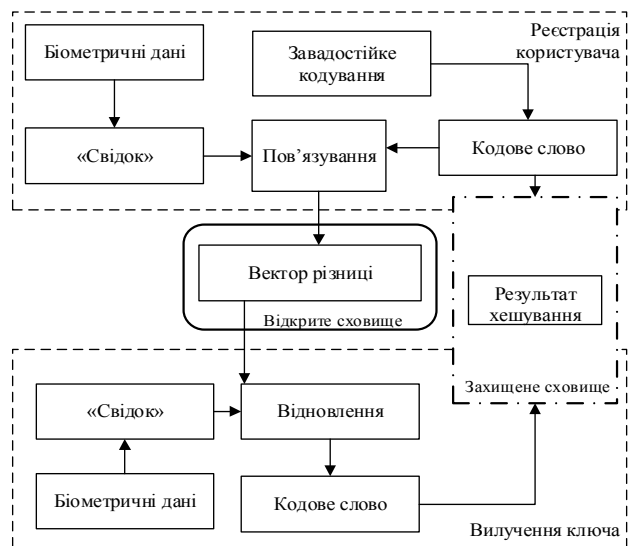 Біометричні дані
Завадостійке
кодування
Реєстрація
користувача
«Свідок»
Пов’язування
Кодове слово
Вектор різниці
Відкрите сховище
Результат
хешування
Захищене сховище
«Свідок»
Відновлення
Біометричні дані
Кодове слово
Вилучення ключа